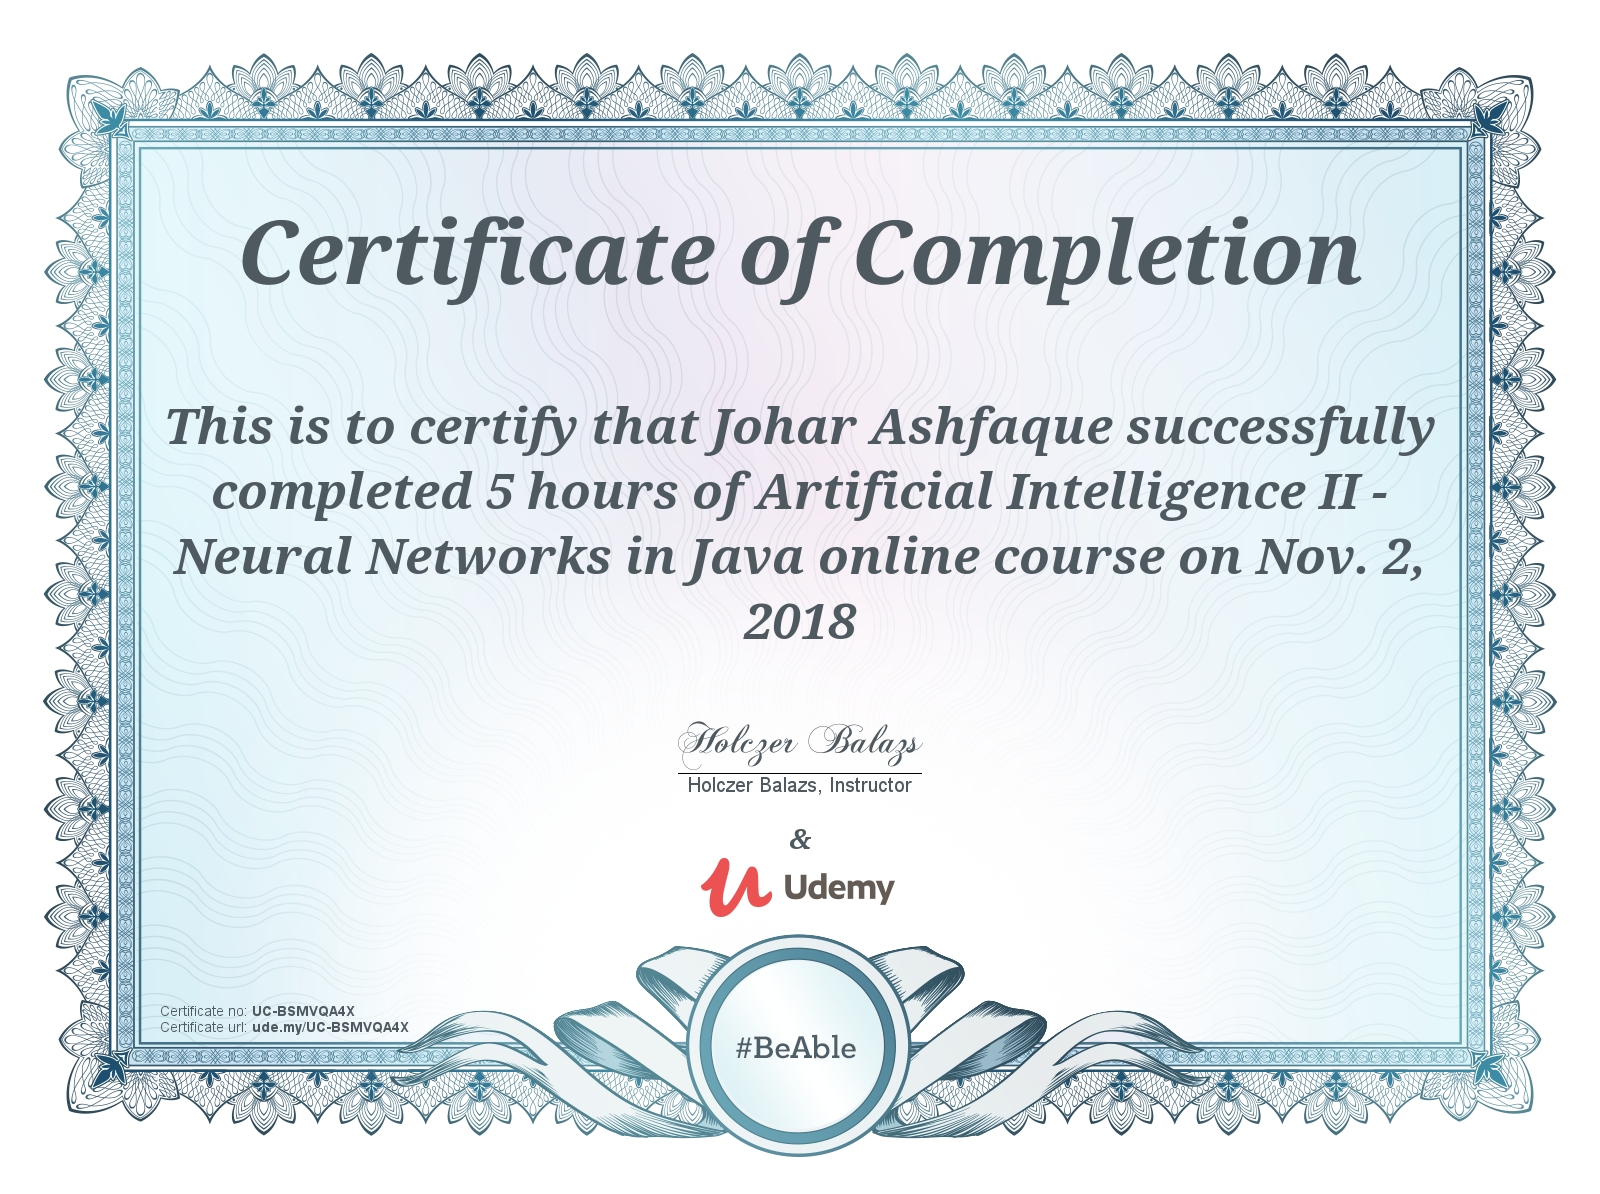 Certificate of Completion
This is to certify that Johar Ashfaque successfully
completed 5 hours of Artificial Intelligence II -
Neural Networks in Java online course on Nov. 2,
2018
Holczer Balazs
Holczer Balazs, Instructor
&
Udemy
Certificate no: UC-BSMVQA4X
Certificate url: ude.my/UC-BSMVQA4X
#BeAble